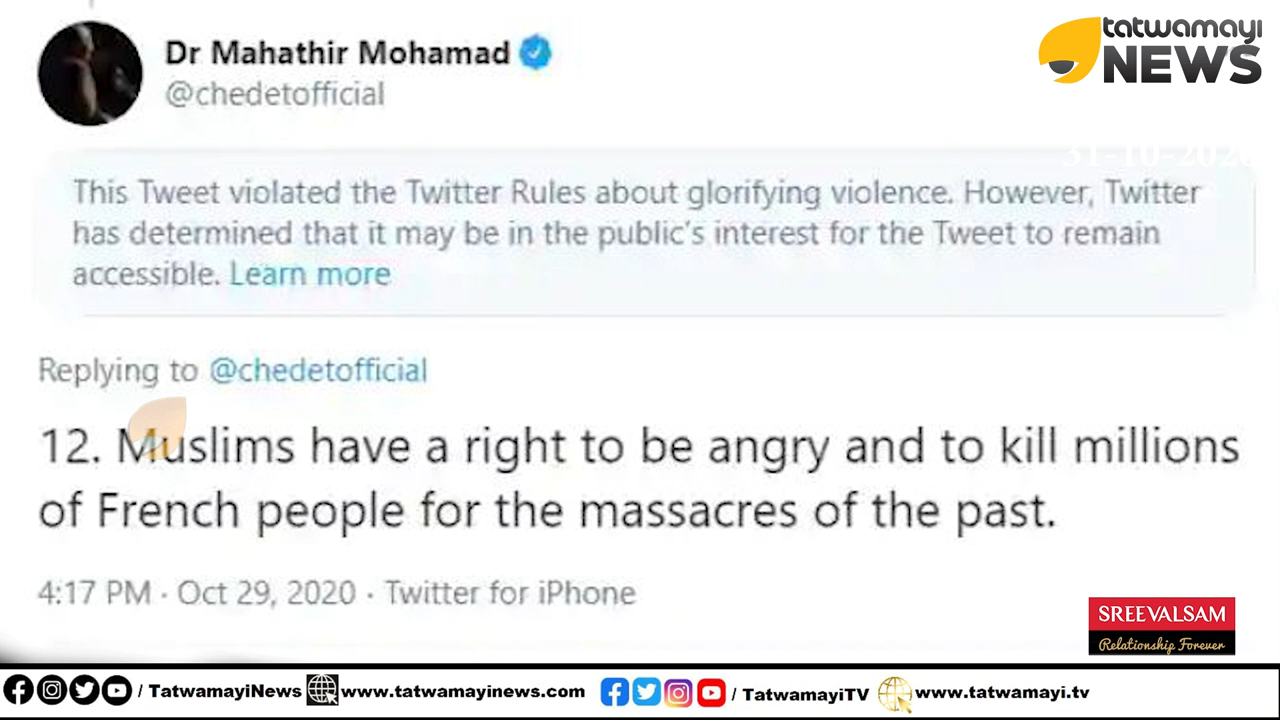 Dr Mahathir Mohamad
@chedetofficial
tatwamayi
NEWS
31-10-2020
This Tweet violated the Twitter Rules about glorifying violence. However, Twitter
has determined that it may be in the public's interest for the Tweet to remain
accessible. Learn more
Replying to @chedetofficial
12. Muslims have a right to be angry and to kill millions
of French people for the massacres of the past.
4:17 PM · Oct 29, 2020 · Twitter for iPhone
SREEVALSAM
Relationship Forever
/ TatwamayiNews www.tatwamayinews.com / TatwamayiTV www.tatwamayi.tv